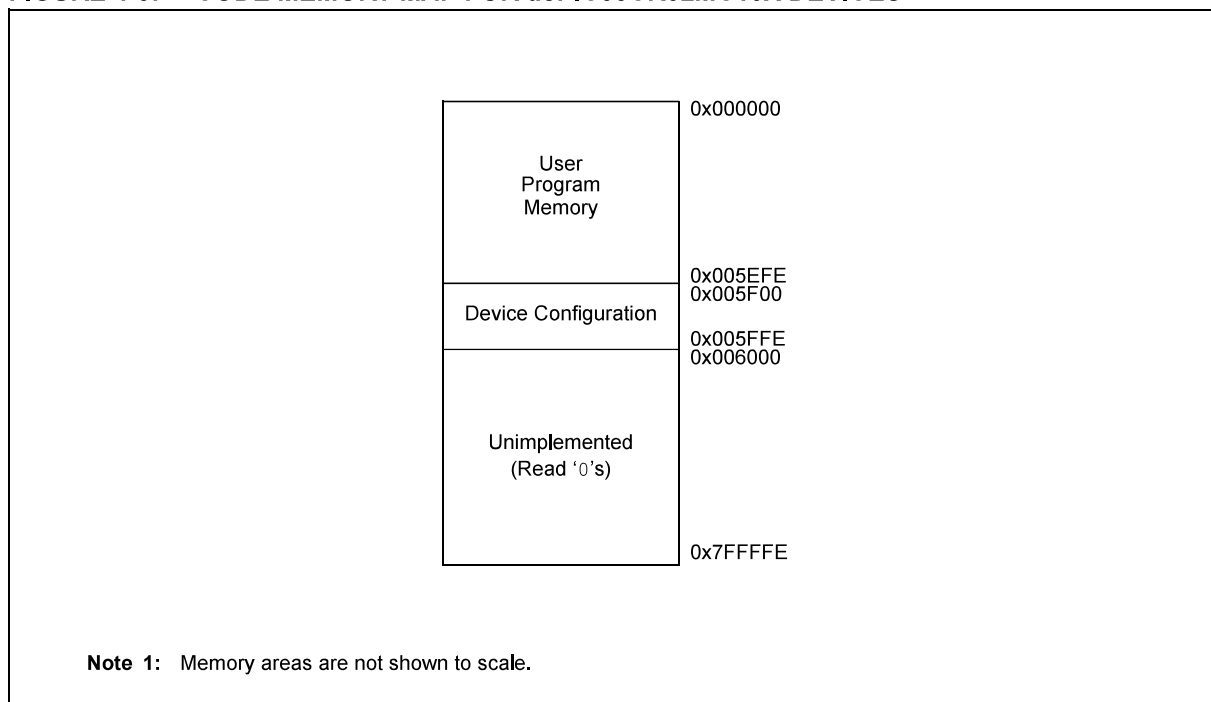 0x000000
User
Program
Memory
0x005EFE
0x005F00
Device Configuration
0x005FFE
0x006000
Unimplemented
(Read ‘0’s)
0x7FFFFE
Note 1: Memory areas are not shown to scale.